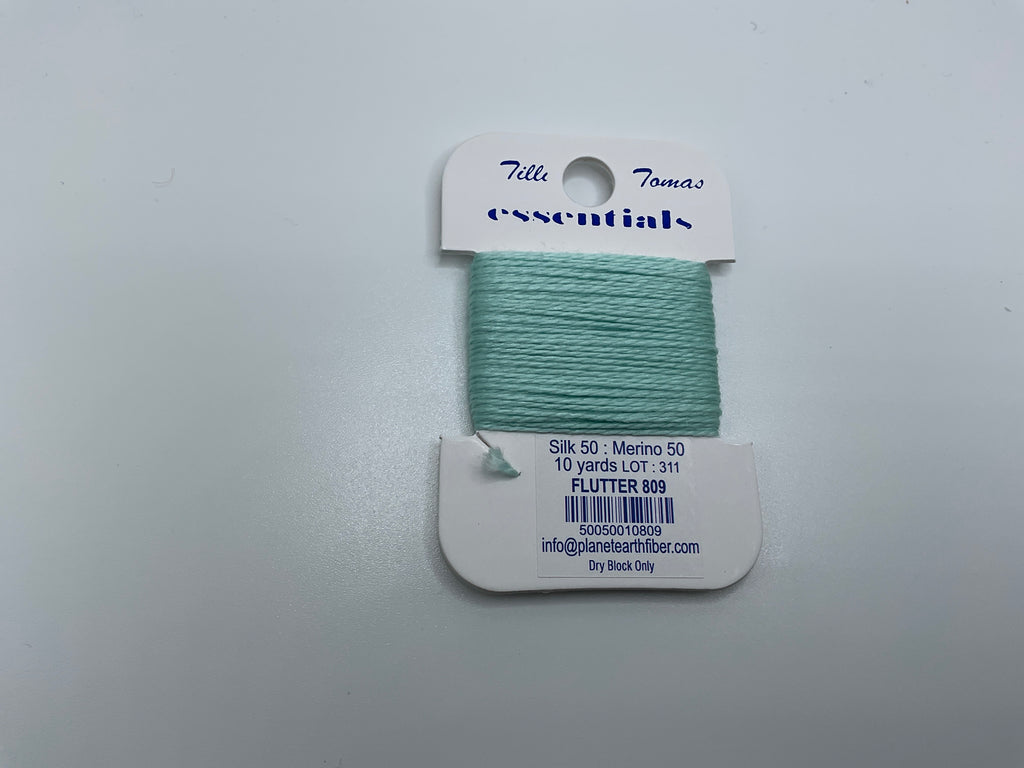 Tilli Tomas
essentials
Silk 50 : Merino 50
10 yards LOT : 311
FLUTTER 809
50050010809
info@planetearthfiber.com
Dry Block Only